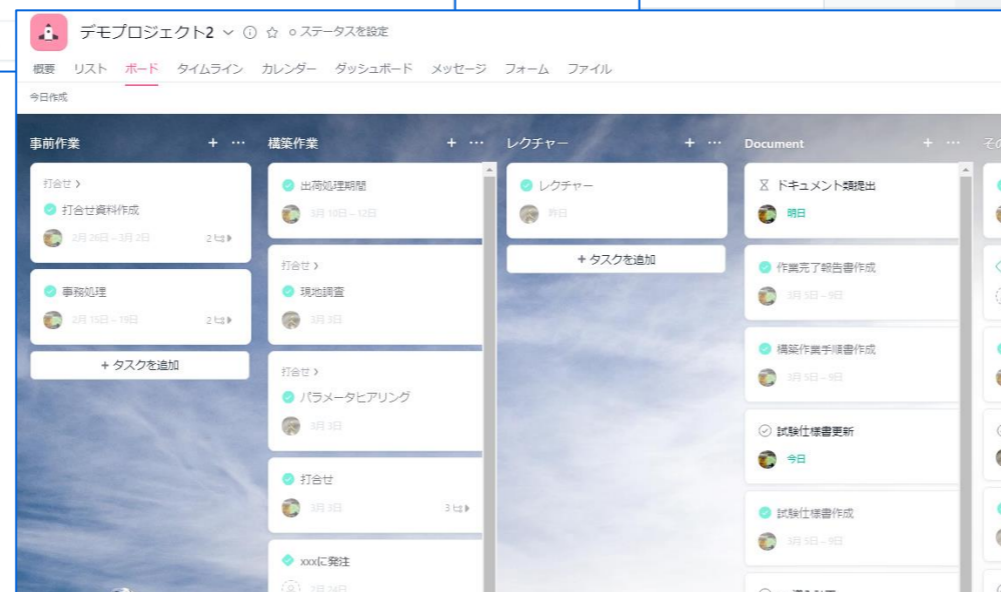 デモプロジェクト2
ステータスを設定
概要 リスト ボード タイムライン カレンダー ダッシュボード メッセージ フォーム ファイル
今日作成
事前作業
打合せ
打合せ資料作成
2月26日 – 3月2日 2
事務処理
2月15日 – 19日 2
+ タスクを追加
構築作業
出荷処理期間
3月10日 – 12日
打合せ
現地調査
3月3日
打合せ
パラメータヒアリング
3月3日
打合せ
3月3日 3
xxxに発注
2月24日
レクチャー
レクチャー
昨日
+ タスクを追加
Document
ドキュメント類提出
明日
作業完了報告書作成
3月5日 – 9日
構築作業手順書作成
3月5日 – 9日
試験仕様書更新
今日
試験仕様書作成
3月5日 – 9日